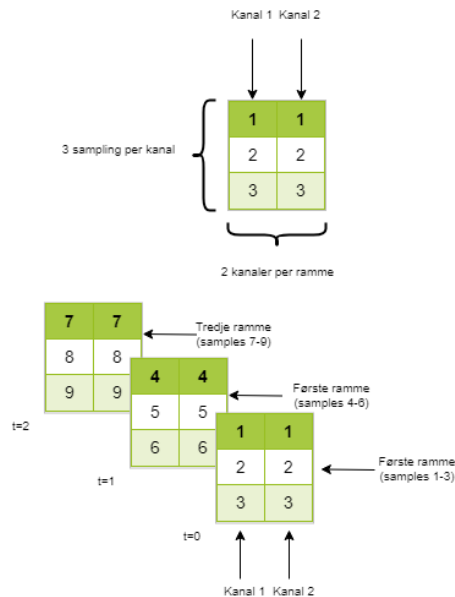 Kanal 1 Kanal 2
1 1
3 sampling per kanal
2 2
3 3
2 kanaler per ramme
7 7
Tredje ramme
(samples 7-9)
8 8
9 9
t=2
4 4
Første ramme
(samples 4-6)
5 5
6 6
t=1
1 1
2 2
Første ramme
(samples 1-3)
3 3
t=0
Kanal 1 Kanal 2